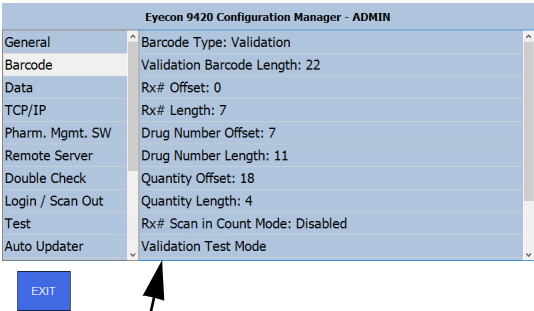 Eyecon 9420 Configuration Manager - ADMIN
General
Barcode
Data
TCP/IP
Pharm. Mgmt. SW
Remote Server
Double Check
Login / Scan Out
Test
Auto Updater
Barcode Type: Validation
Validation Barcode Length: 22
Rx# Offset: 0
Rx# Length: 7
Drug Number Offset: 7
Drug Number Length: 11
Quantity Offset: 18
Quantity Length: 4
Rx# Scan in Count Mode: Disabled
Validation Test Mode
EXIT